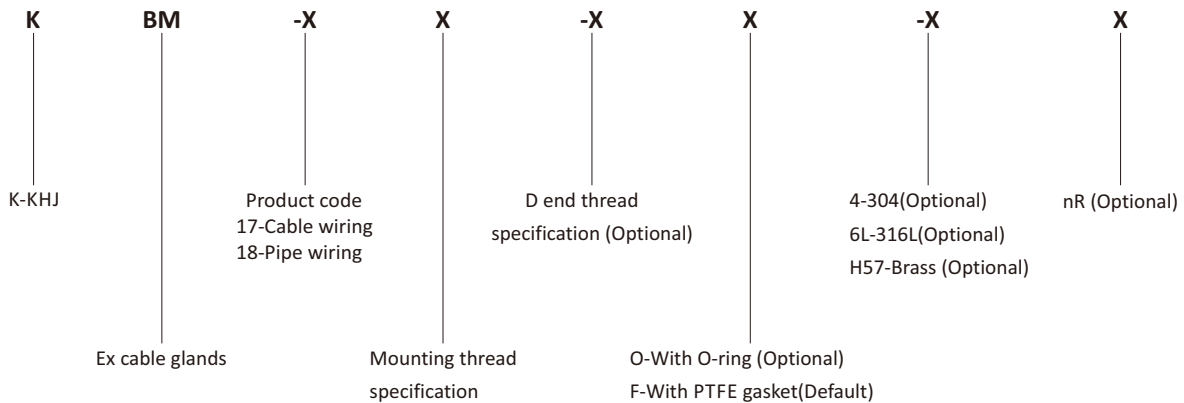 K BM -X X -X X -X X
K-KHJ
Product code
17-Cable wiring
18-Pipe wiring
D end thread
specification (Optional)
4-304(Optional)
6L-316L(Optional)
H57-Brass (Optional)
nR (Optional)
Ex cable glands
Mounting thread
specification
O-With O-ring (Optional)
F-With PTFE gasket(Default)